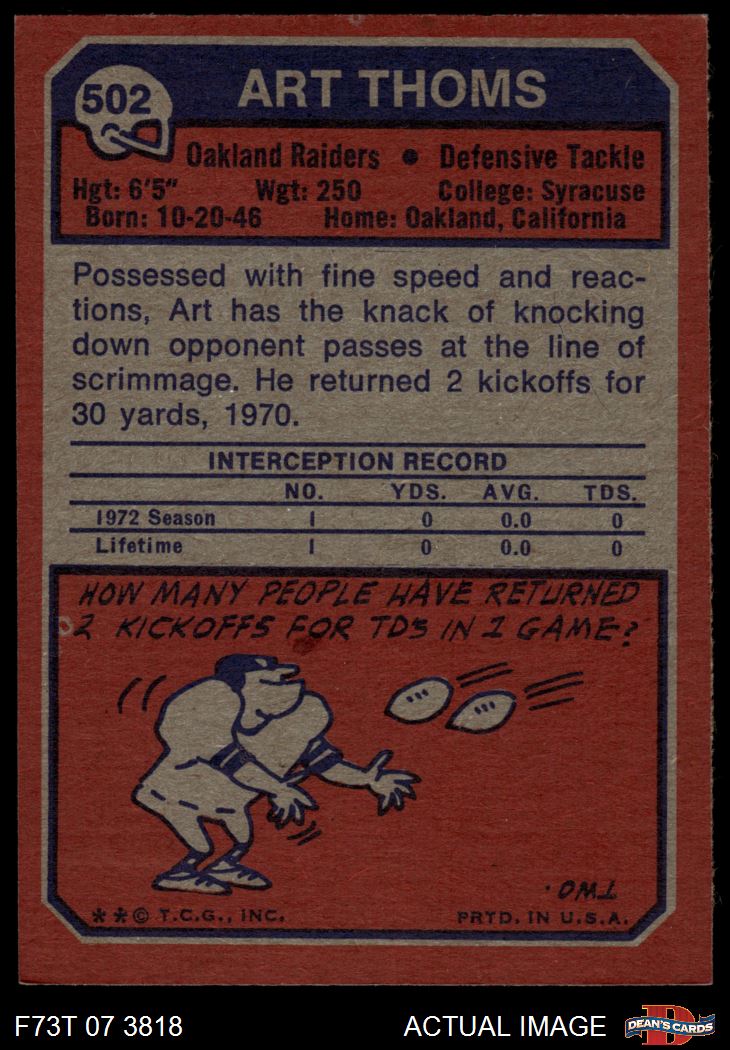 502
ART THOMS
Oakland Raiders • Defensive Tackle
Hgt: 6'5" Wgt: 250 College: Syracuse
Born: 10-20-46 Home: Oakland, California
Possessed with fine speed and reac-
tions, Art has the knack of knocking
down opponent passes at the line of
scrimmage. He returned 2 kickoffs for
30 yards, 1970.
INTERCEPTION RECORD
NO. YDS. AVG. TDS.
1972 Season 1 0 0.0 0
Lifetime 1 0 0.0 0
HOW MANY PEOPLE HAVE RETURNED
2 KICKOFFS FOR TDS IN 1 GAME?
TWO.
**© T.C.G., INC. PRTD. IN U.S.A.
F73T 07 3818 ACTUAL IMAGE
D
DEAN'S CARDS